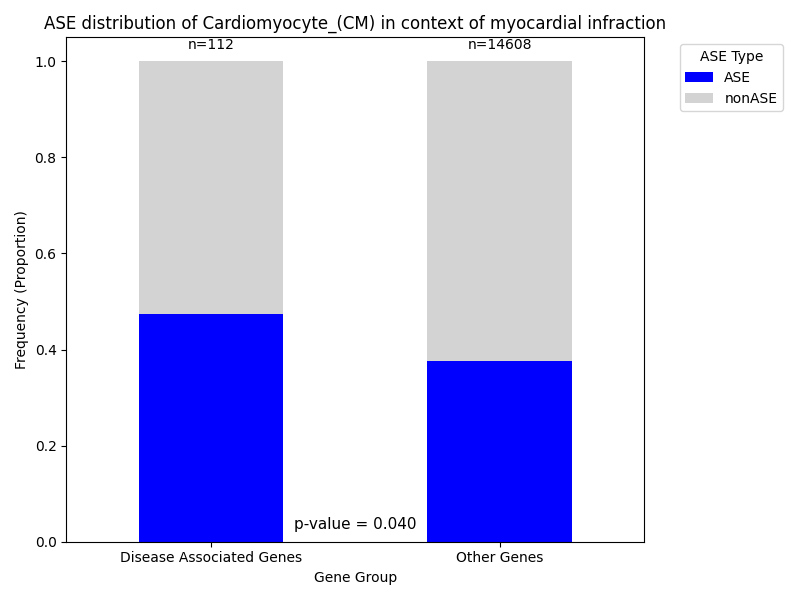 ASE distribution of Cardiomyocyte_(CM) in context of myocardial infraction
n=112
n=14608
ASE Type
ASE
nonASE
1.0
0.8
0.6
0.4
0.2
0.0
Frequency (Proportion)
p-value = 0.040
Disease Associated Genes
Other Genes
Gene Group